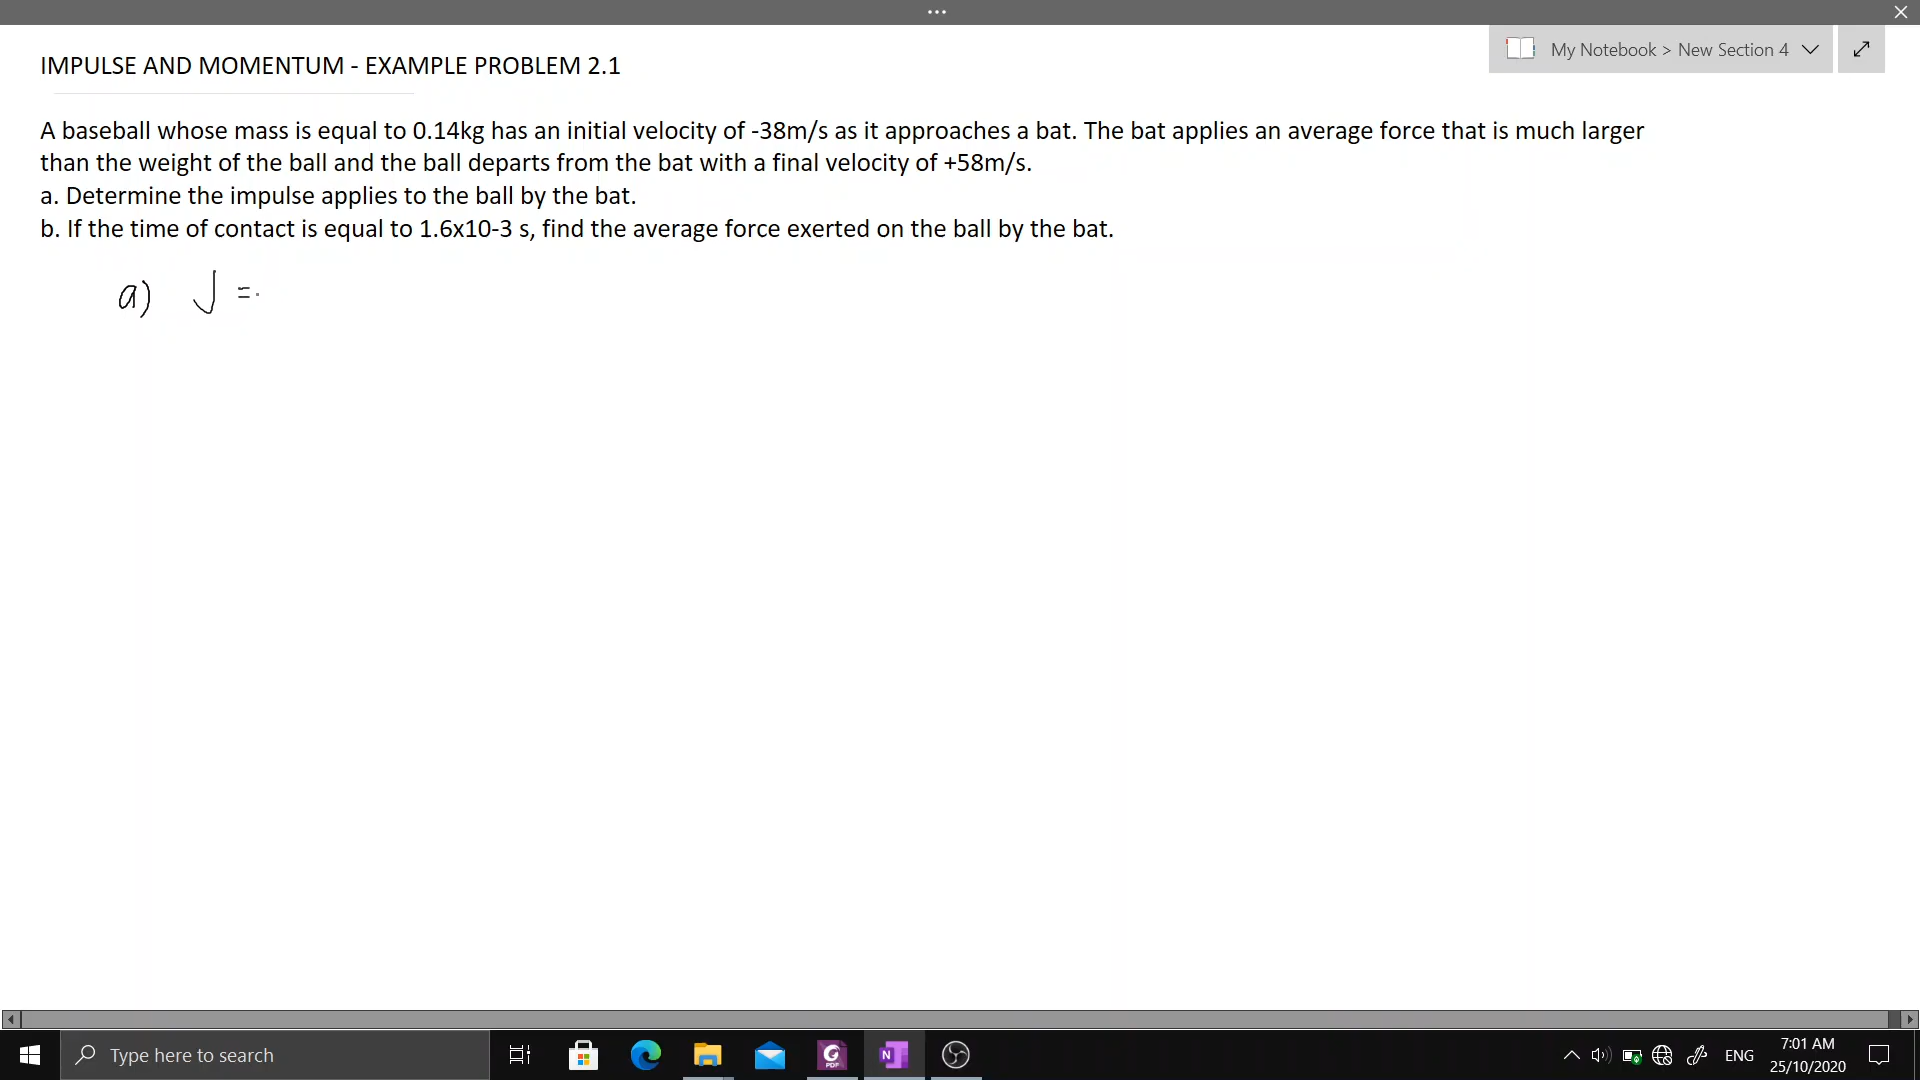 My Notebook > New Section 4
IMPULSE AND MOMENTUM - EXAMPLE PROBLEM 2.1
A baseball whose mass is equal to 0.14kg has an initial velocity of -38m/s as it approaches a bat. The bat applies an average force that is much larger
than the weight of the ball and the ball departs from the bat with a final velocity of +58m/s.
a. Determine the impulse applies to the ball by the bat.
b. If the time of contact is equal to 1.6x10-3 s, find the average force exerted on the ball by the bat.
a) J =
Type here to search
PDF
N
ENG
7:01 AM
25/10/2020